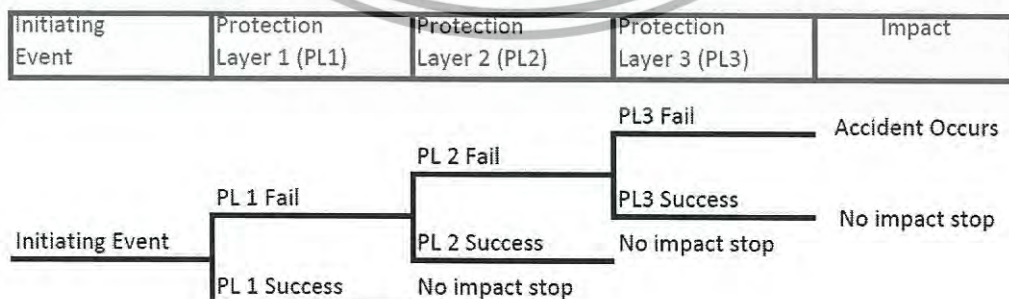 Initiating Event
Protection Layer 1 (PL1)
Protection Layer 2 (PL2)
Protection Layer 3 (PL3)
Impact
PL3 Fail
Accident Occurs
PL 2 Fail
PL 1 Fail
PL3 Success
No impact stop
Initiating Event
PL 2 Success
No impact stop
PL 1 Success
No impact stop